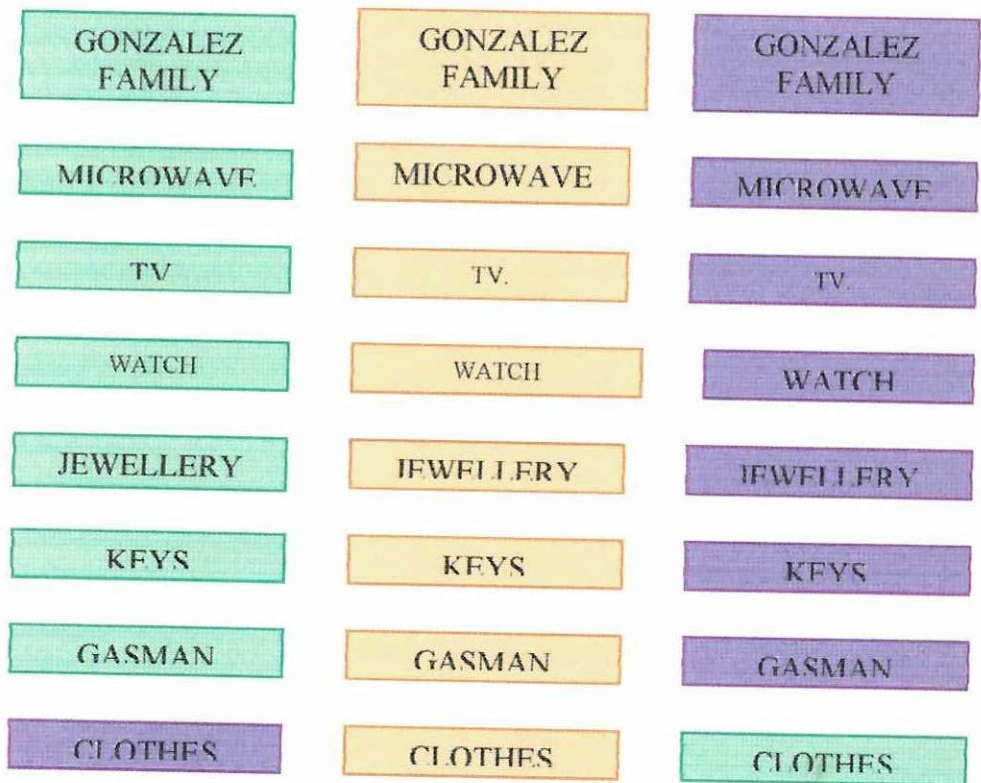 GONZALEZ
FAMILY
GONZALEZ
FAMILY
GONZALEZ
FAMILY
MICROWAVE
MICROWAVE
MICROWAVE
TV
TV.
TV.
WATCH
WATCH
WATCH
JEWELLERY
JEWELLERY
JEWELLERY
KEYS
KEYS
KEYS
GASMAN
GASMAN
GASMAN
CLOTHES
CLOTHES
CLOTHES